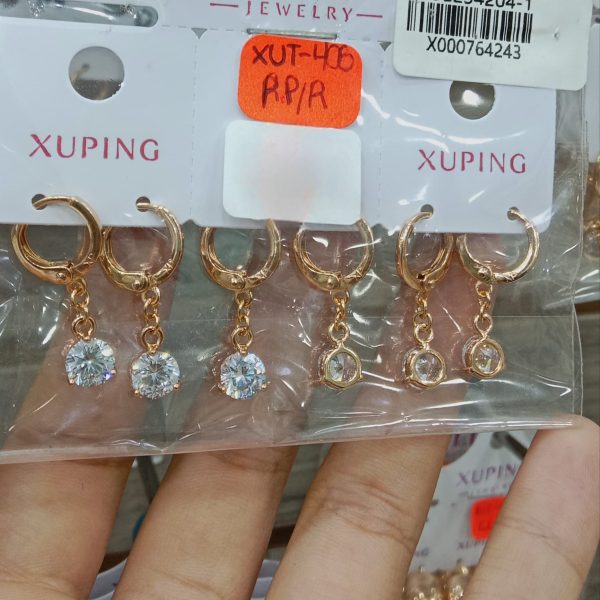 JEWELRY
X000764243
XUT-406
R.P/R
XUPING
XUPING
XUPING